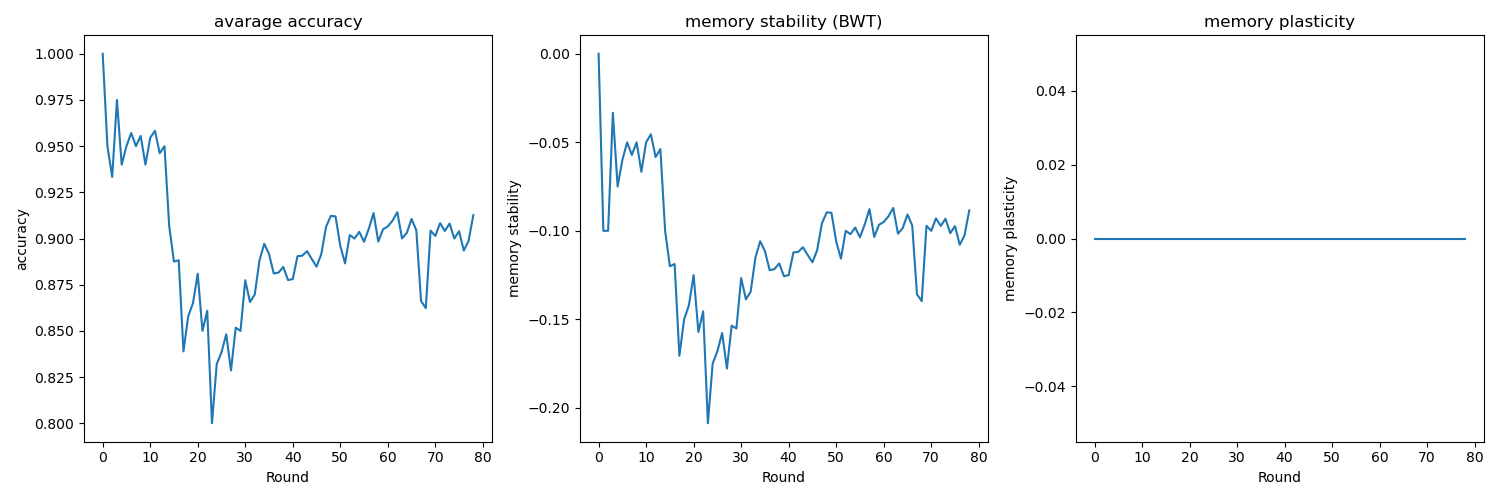 avarage accuracy
1.000
0.975
0.950
0.925
0.900
0.875
0.850
0.825
0.800
accuracy
0 10 20 30 40 50 60 70 80
Round
memory stability (BWT)
0.00
−0.05
−0.10
−0.15
−0.20
memory stability
0 10 20 30 40 50 60 70 80
Round
memory plasticity
0.04
0.02
0.00
−0.02
−0.04
memory plasticity
0 10 20 30 40 50 60 70 80
Round